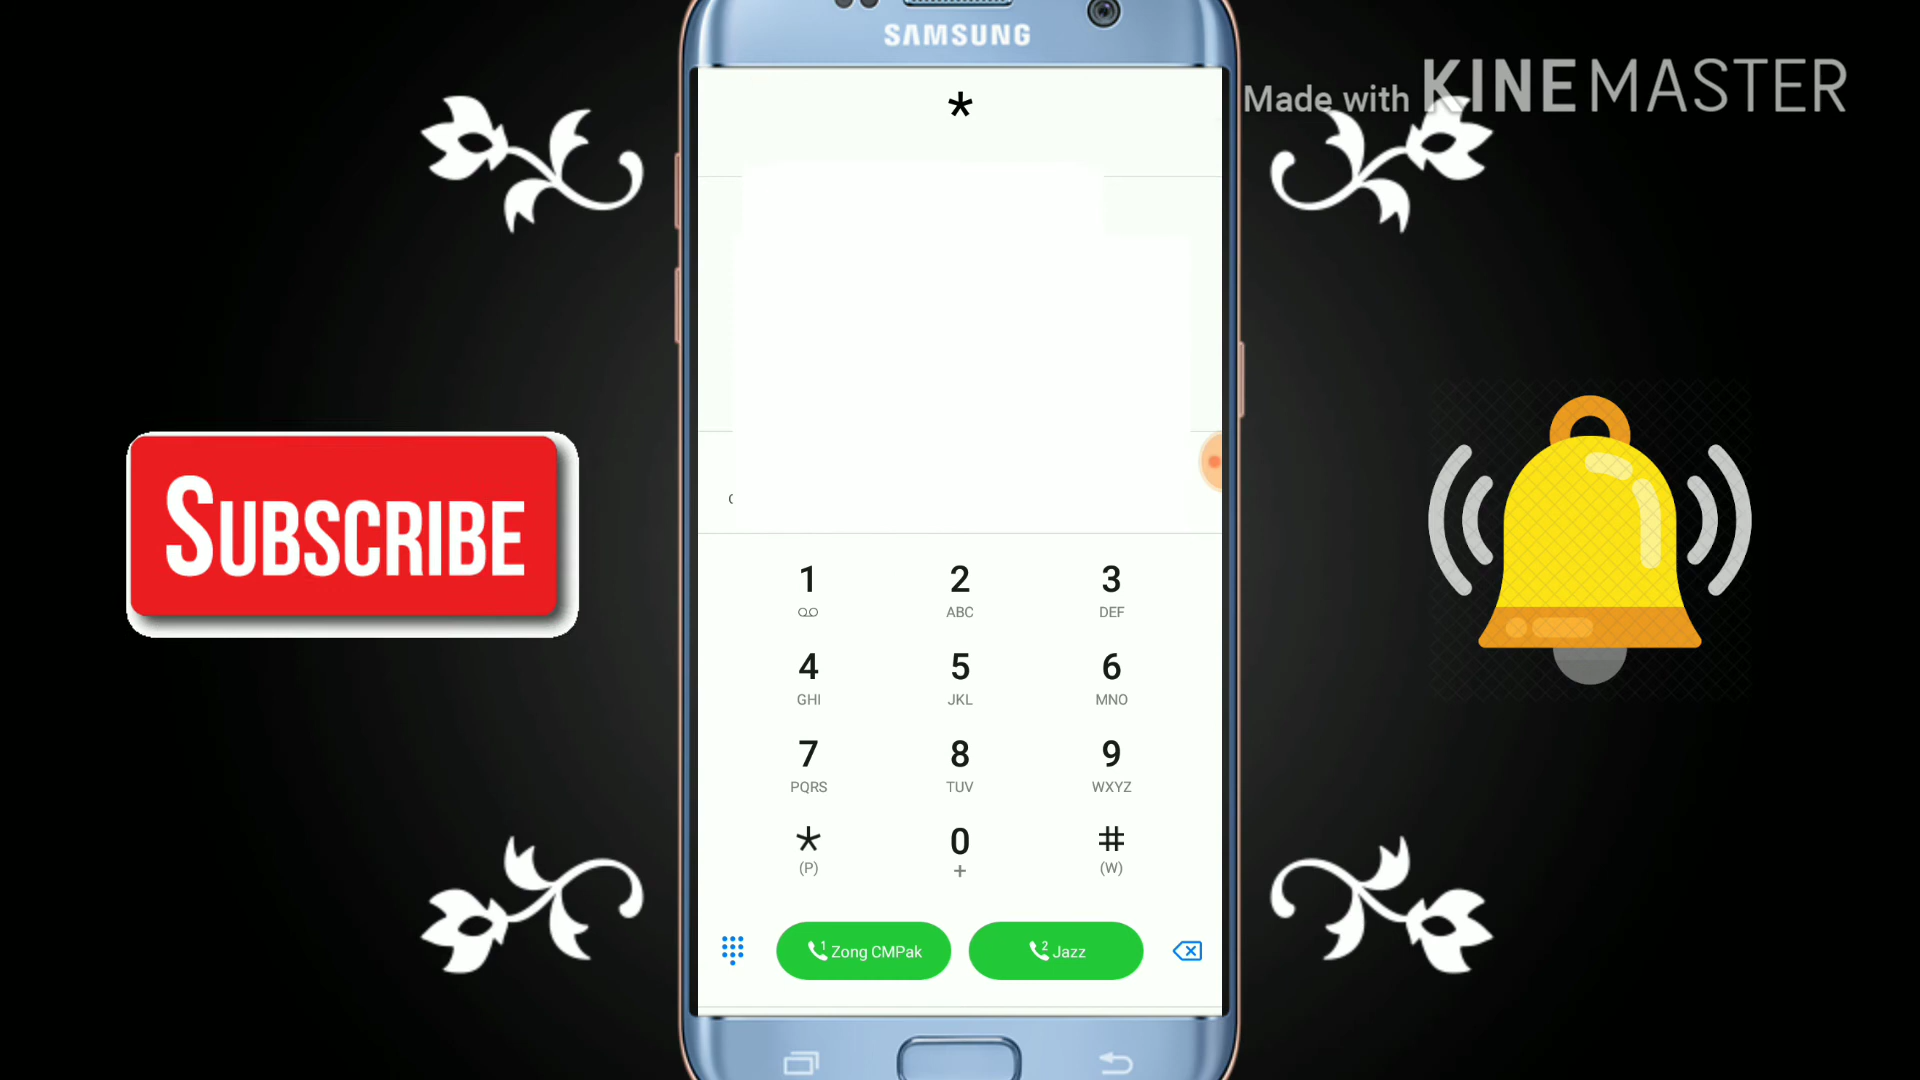 SAMSUNG
Made with KINEMASTER
*
SUBSCRIBE
1 2 3
ABC DEF
4 5 6
GHI JKL MNO
7 8 9
PQRS TUV WXYZ
* 0 #
(P) + (W)
1 Zong CMPak 2 Jazz